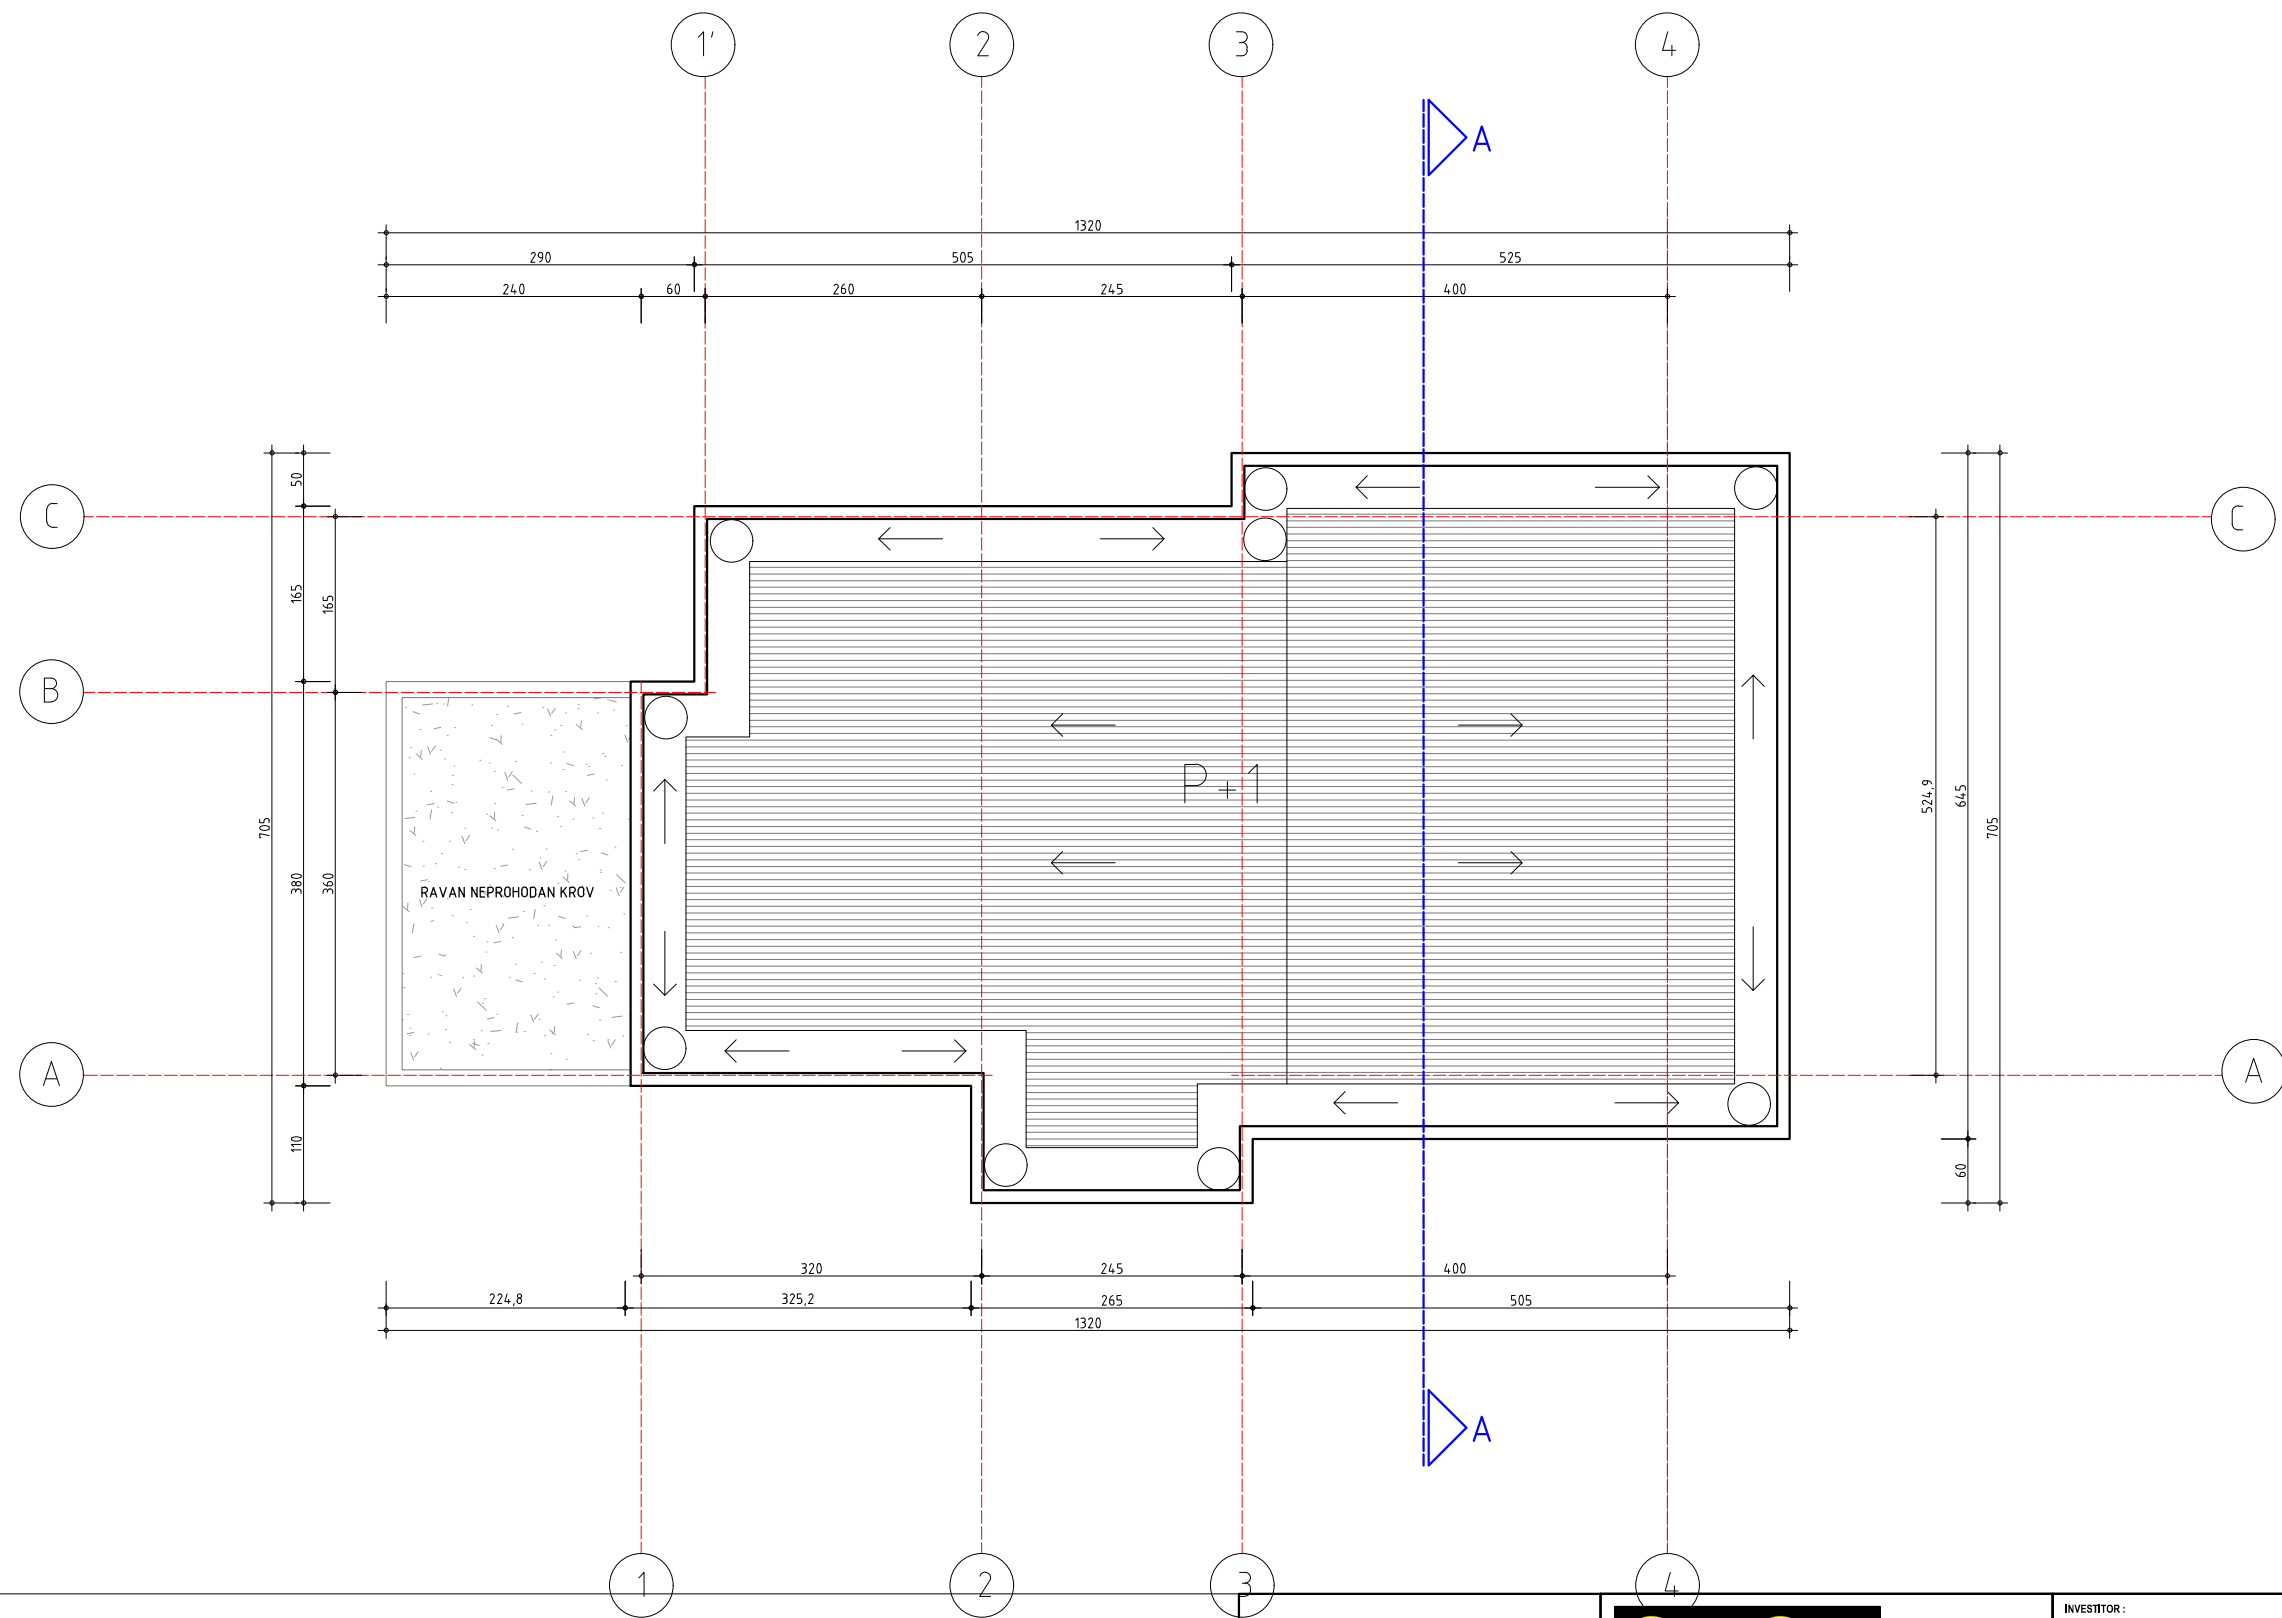 1' 2 3 4
A
1320
290 505 525
240 60 260 245 400
50
C C
165 165
B
P+1
524,9 645
705 705
380 360
RAVAN NEPROHODAN KROV
A A
110
60
320 245 400
224,8 325,2 265 505
1320
A
1 2 3 4
INVESTITOR :